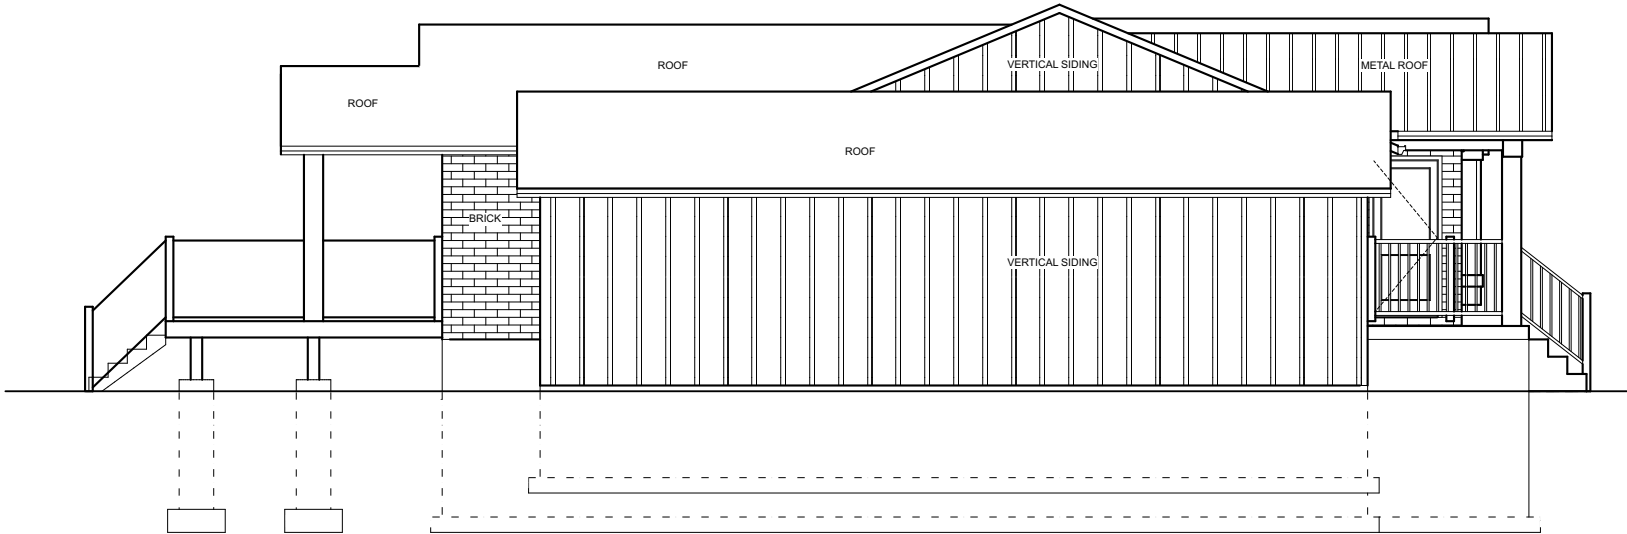 VERTICAL SIDING
ROOF
METAL ROOF
ROOF
ROOF
BRICK
VERTICAL SIDING